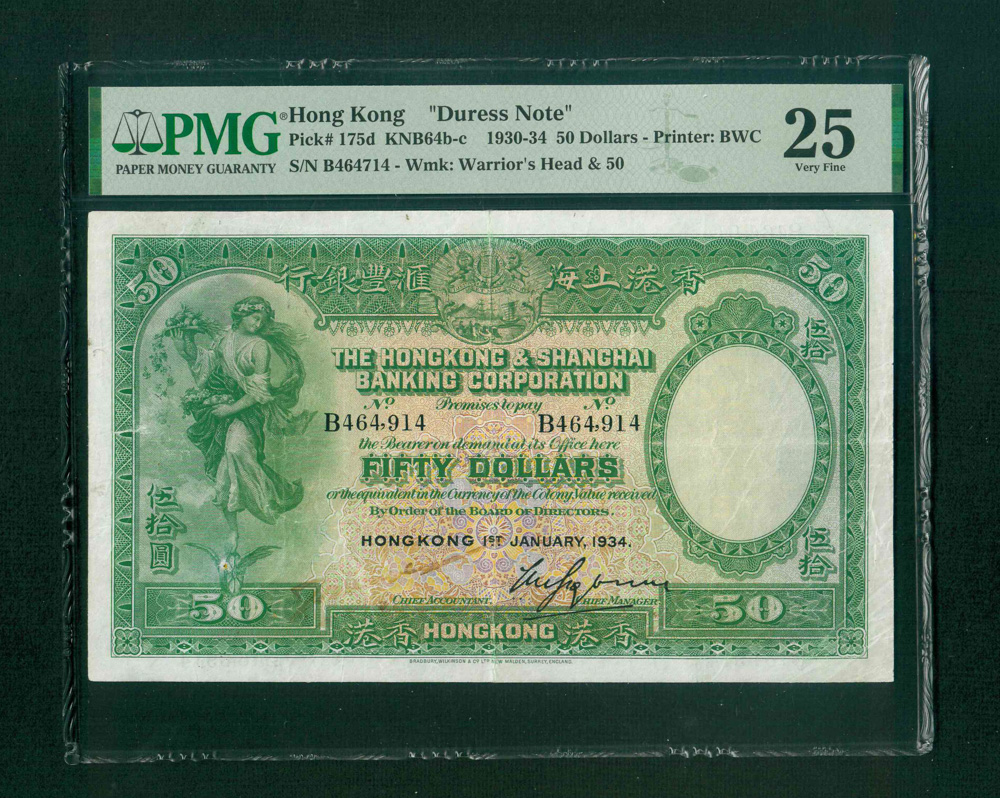 PMG®
PAPER MONEY GUARANTY
Hong Kong "Duress Note"
Pick# 175d KNB64b-c 1930-34 50 Dollars - Printer: BWC
S/N B464714 - Wmk: Warrior's Head & 50
25
Very Fine
50 50
行銀豐滙 海上港香
伍拾
THE HONGKONG & SHANGHAI
BANKING CORPORATION
No Promises to pay No
B464,914 B464,914
the Bearer on demand at its Office here
FIFTY DOLLARS
or the equivalent in the Currency of the Colony, Value received
By Order of the BOARD OF DIRECTORS.
伍拾圓
伍拾
HONGKONG 1ST JANUARY, 1934.
CHIEF ACCOUNTANT CHIEF MANAGER
50 50
港香 HONGKONG 港香
BRADBURY, WILKINSON & Co LTD NEW MALDEN, SURREY, ENGLAND.